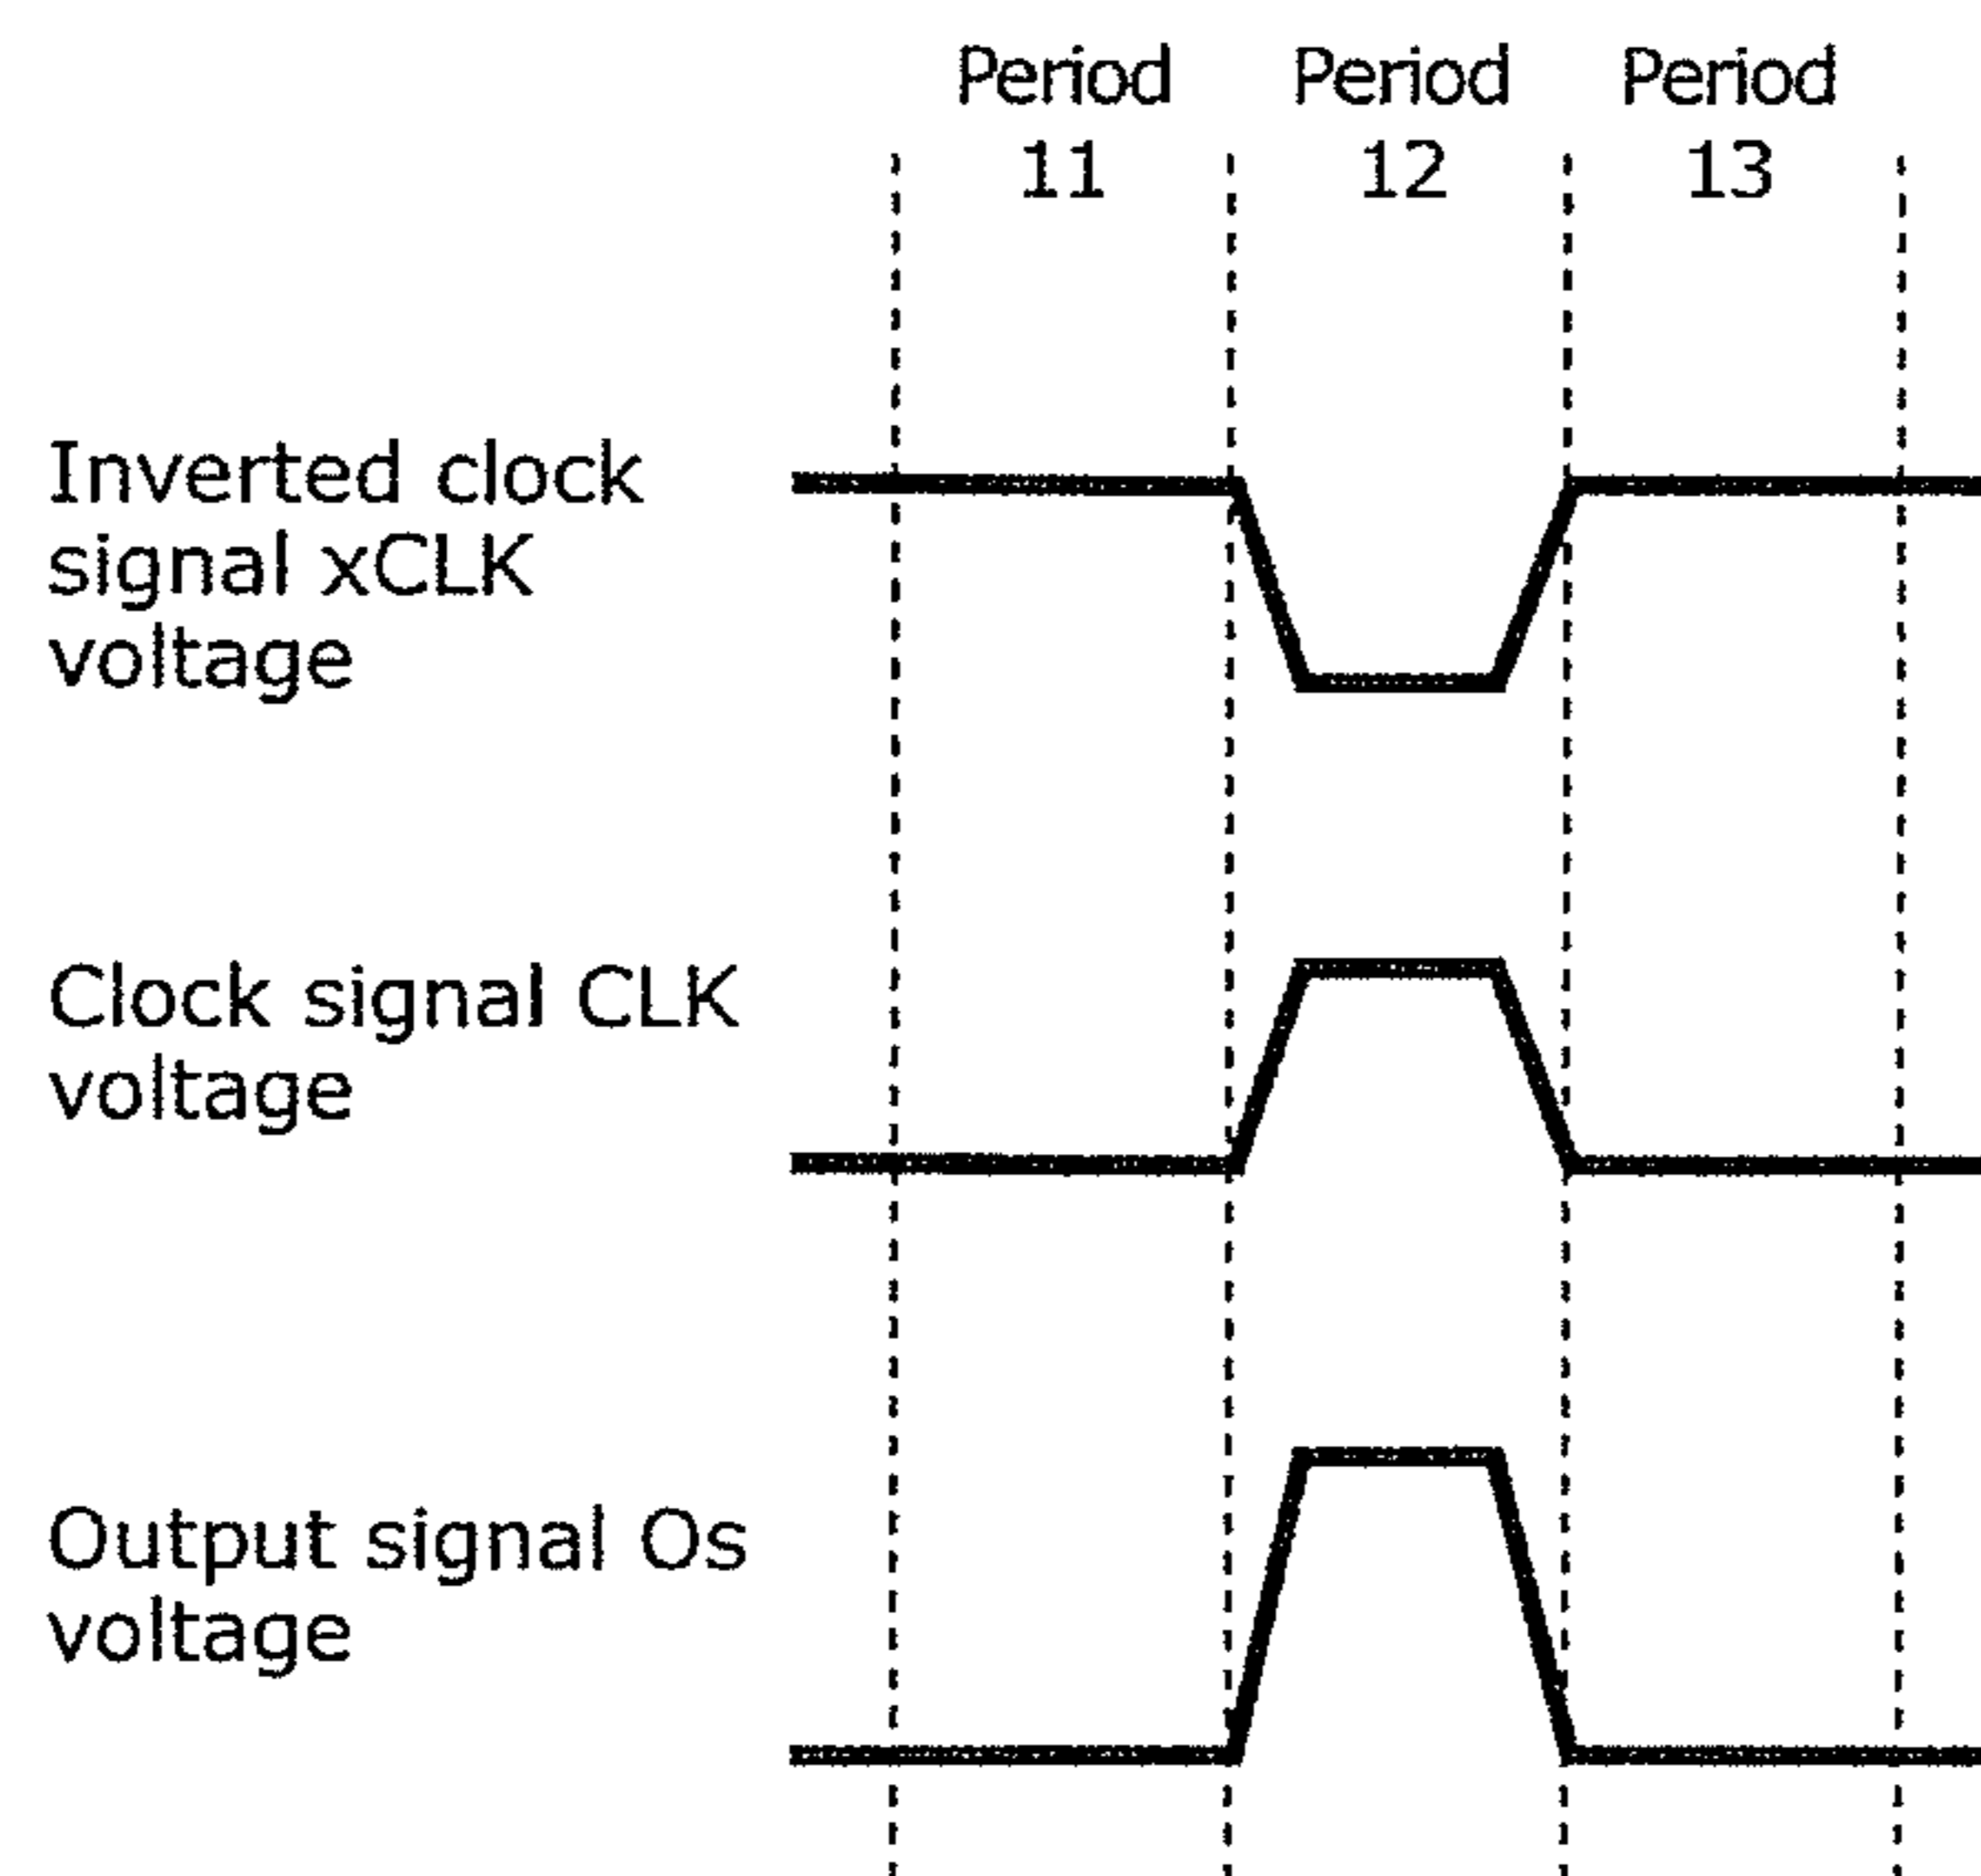 Period Period Period
11 12 13
Inverted clock
signal xCLK
voltage
Clock signal CLK
voltage
Output signal Os
voltage